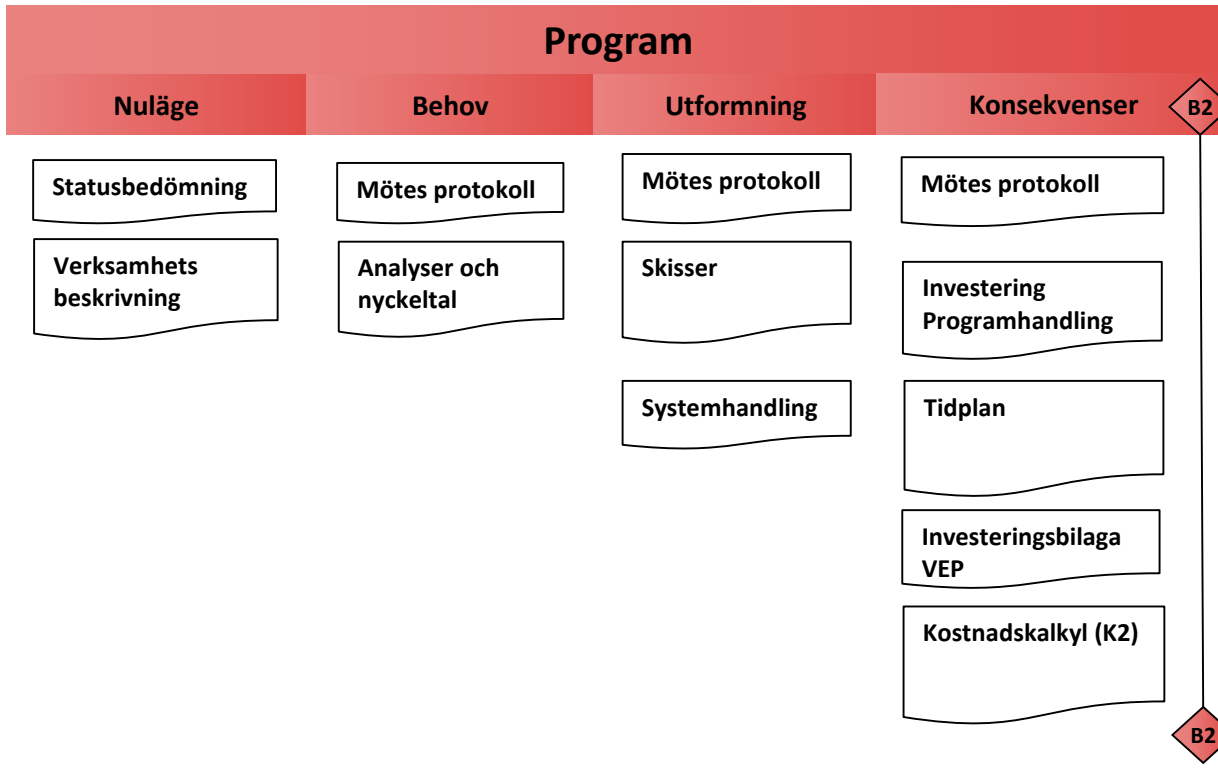 Program
Nuläge
Behov
Utformning
Konsekvenser
B2
Statusbedömning
Verksamhets
beskrivning
Mötes protokoll
Analyser och
nyckeltal
Mötes protokoll
Skisser
Systemhandling
Mötes protokoll
Investering
Programhandling
Tidplan
Investeringsbilaga
VEP
Kostnadskalkyl (K2)
B2